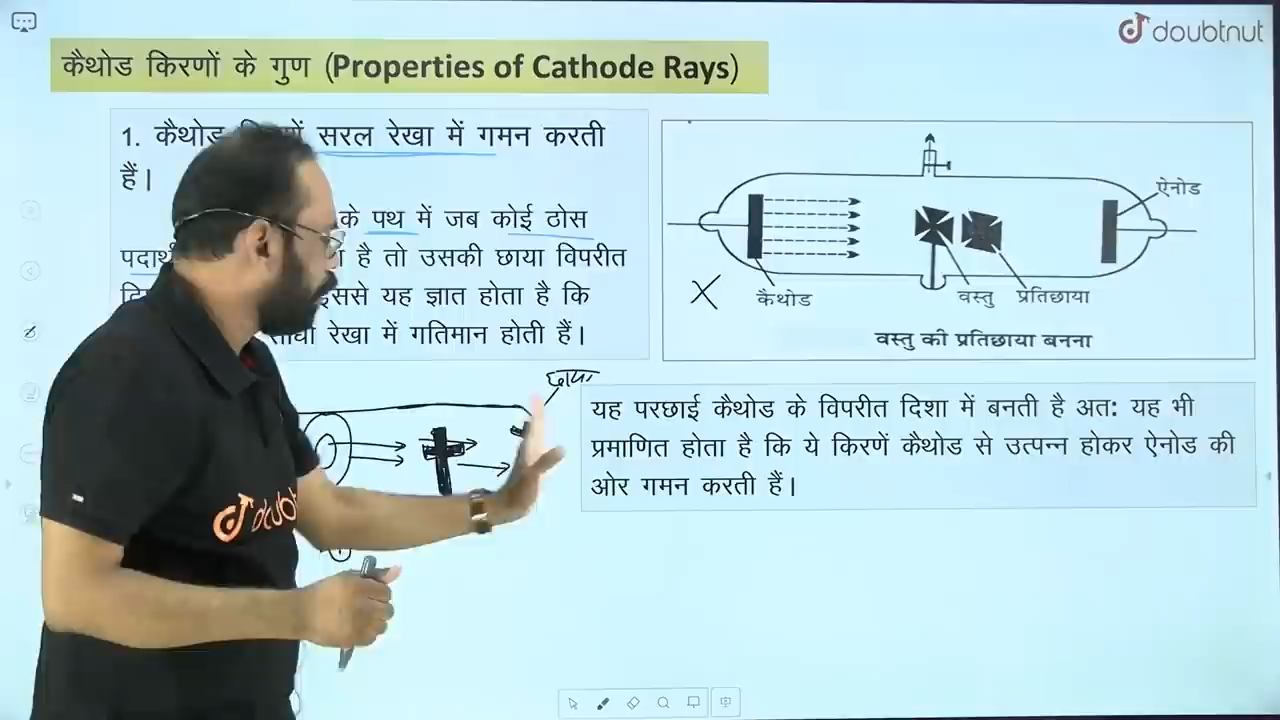 doubtnut
कैथोड किरणों के गुण (Properties of Cathode Rays)
1. कैथोड सरल रेखा में गमन करती
हैं।
के पथ में जब कोई ठोस
है तो उसकी छाया विपरीत
इससे यह ज्ञात होता है कि
रेखा में गतिमान होती हैं।
ऐनोड
कैथोड
वस्तु
प्रतिछाया
X
वस्तु की प्रतिछाया बनना
छाया
यह परछाई कैथोड के विपरीत दिशा में बनती है अत: यह भी
प्रमाणित होता है कि ये किरणें कैथोड से उत्पन्न होकर ऐनोड की
ओर गमन करती हैं।